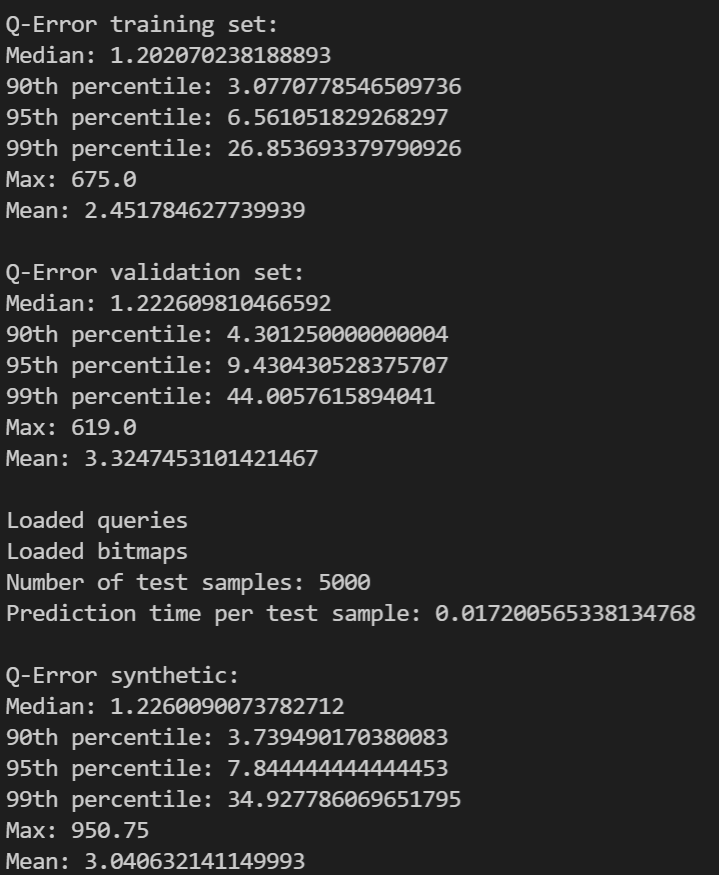 Q-Error training set:
Median: 1.202070238188893
90th percentile: 3.0770778546509736
95th percentile: 6.561051829268297
99th percentile: 26.853693379790926
Max: 675.0
Mean: 2.451784627739939
Q-Error validation set:
Median: 1.222609810466592
90th percentile: 4.301250000000004
95th percentile: 9.430430528375707
99th percentile: 44.0057615894041
Max: 619.0
Mean: 3.3247453101421467
Loaded queries
Loaded bitmaps
Number of test samples: 5000
Prediction time per test sample: 0.017200565338134768
Q-Error synthetic:
Median: 1.2260090073782712
90th percentile: 3.739490170380083
95th percentile: 7.844444444444453
99th percentile: 34.927786069651795
Max: 950.75
Mean: 3.040632141149993